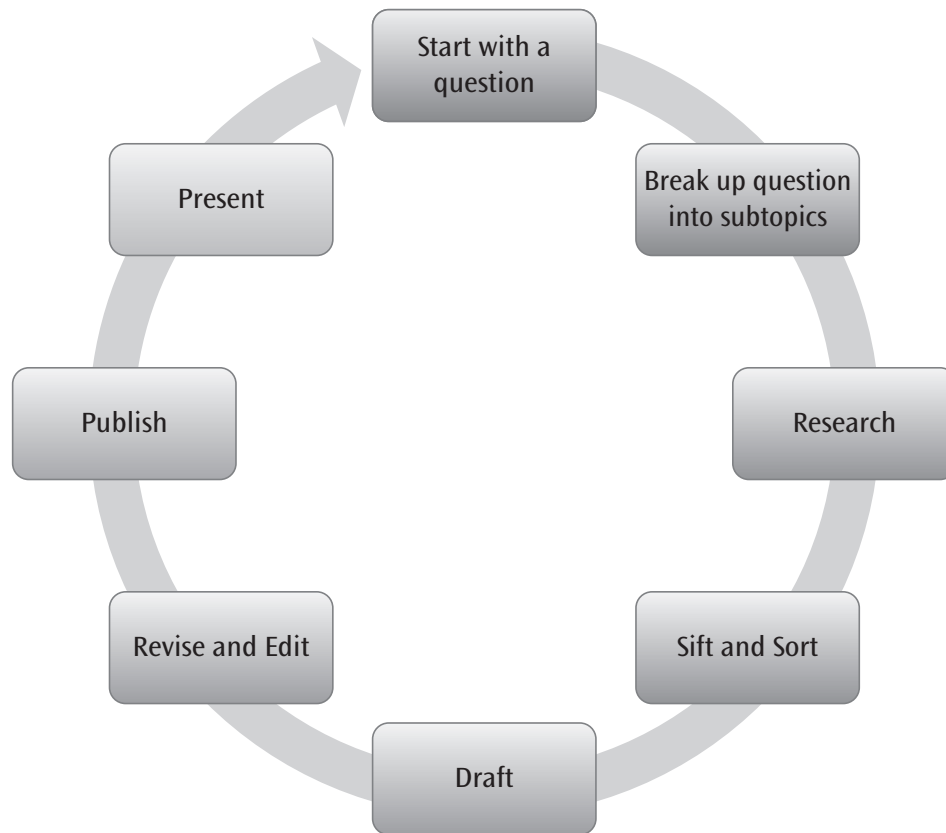 Start with a
question
Break up question
into subtopics
Research
Sift and Sort
Draft
Revise and Edit
Publish
Present